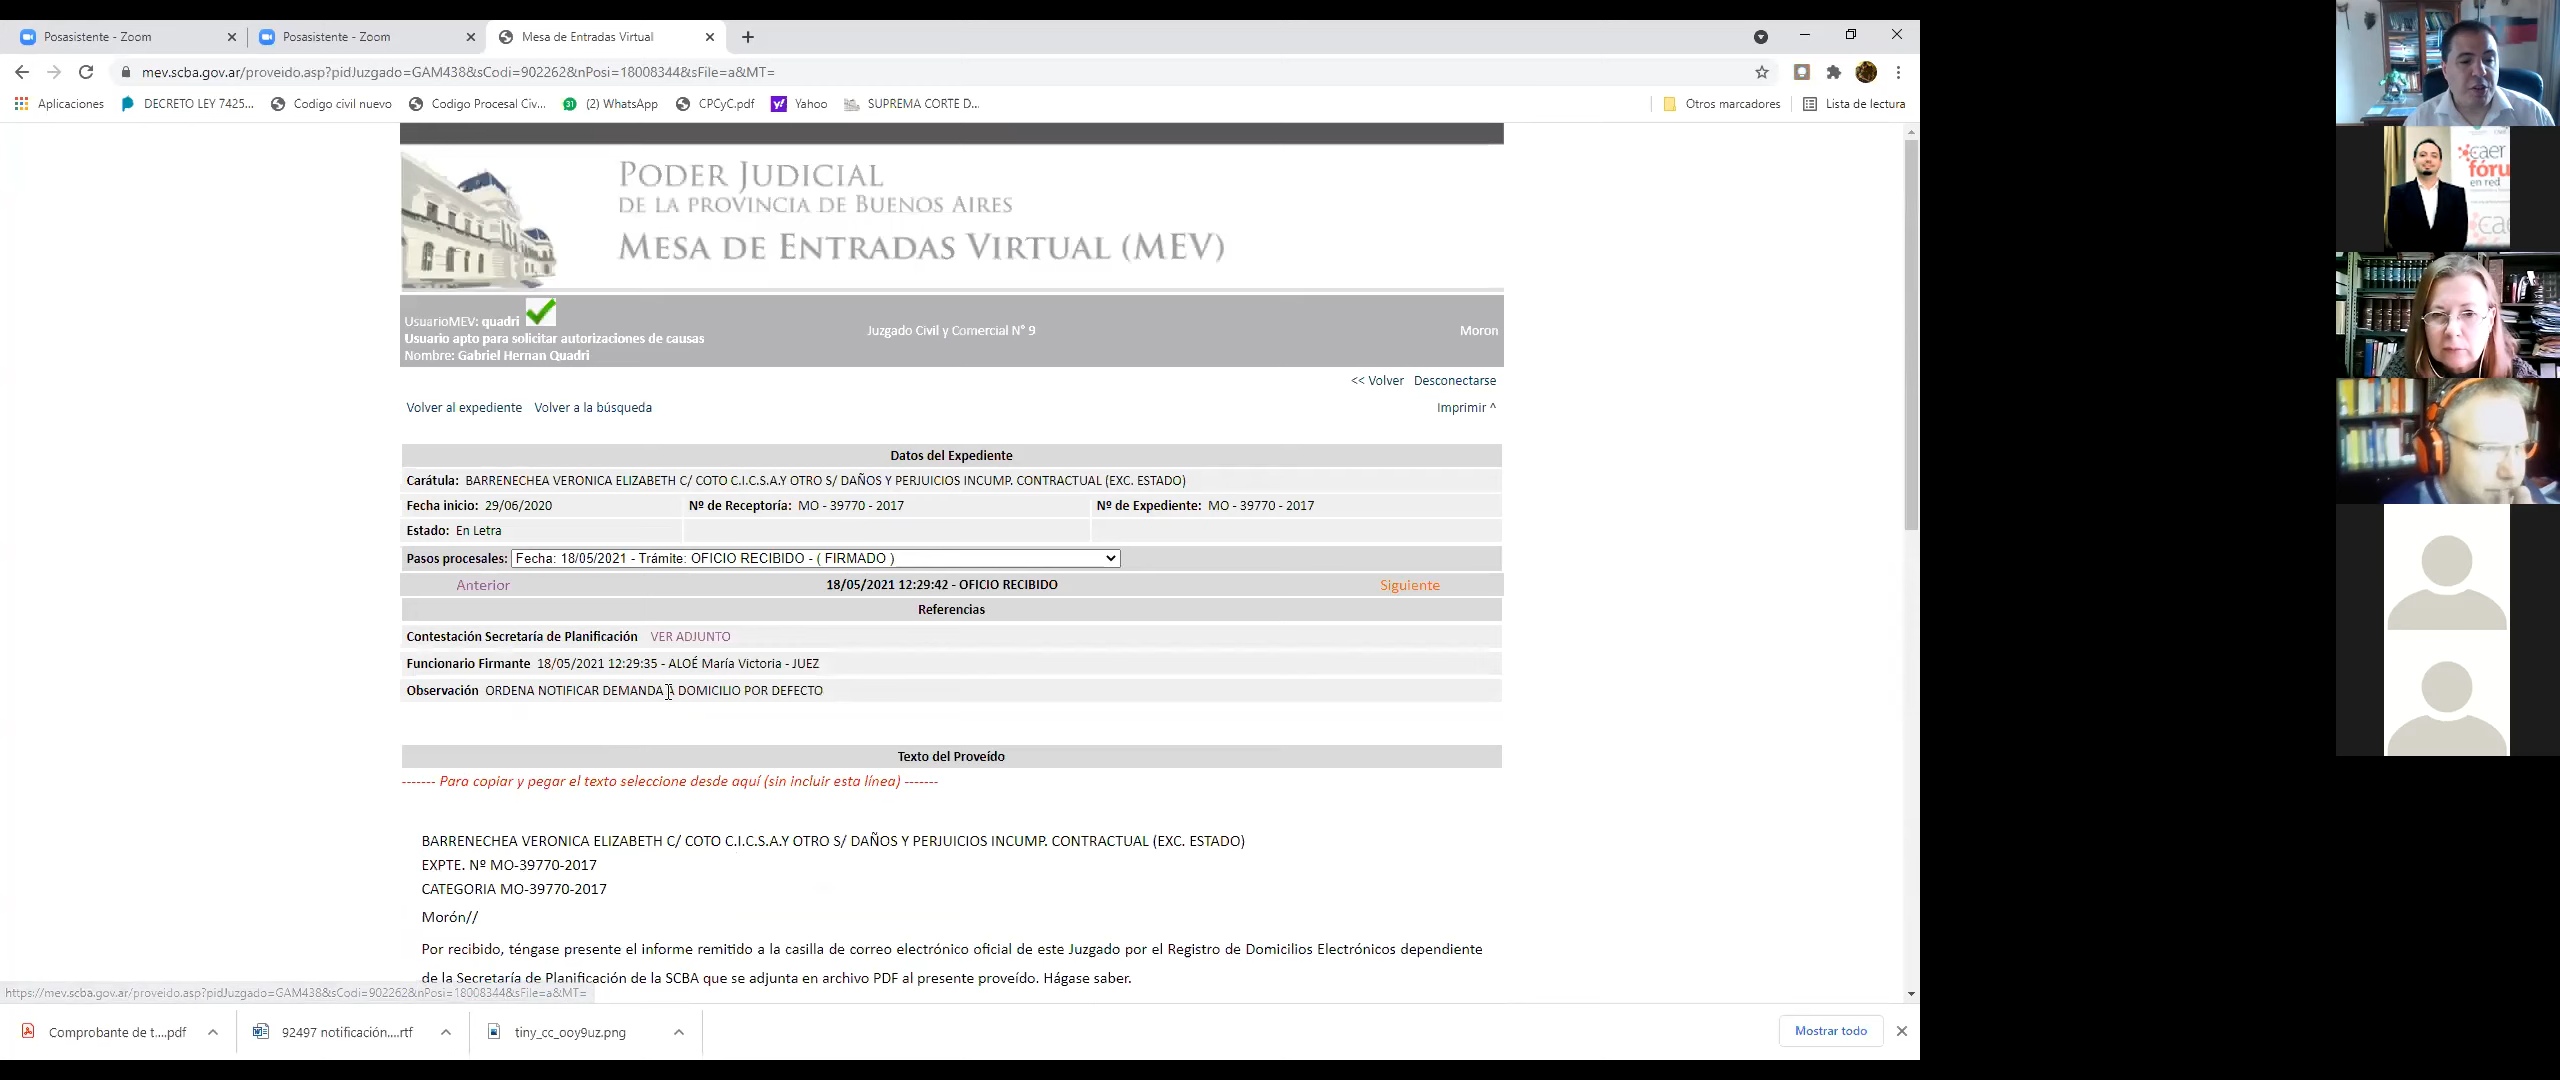 Posasistente - Zoom
Posasistente - Zoom
Mesa de Entradas Virtual
mev.scba.gov.ar/proveido.asp?pidJuzgado=GAM438&sCodi=902262&nPosi=18008344&sFile=a&MT=
Aplicaciones
DECRETO LEY 7425...
Codigo civil nuevo
Codigo Procesal Civ...
(2) WhatsApp
CPCyC.pdf
Yahoo
SUPREMA CORTE D...
Otros marcadores
Lista de lectura
PODER JUDICIAL
DE LA PROVINCIA DE BUENOS AIRES
MESA DE ENTRADAS VIRTUAL (MEV)
UsuarioMEV: quadri
Usuario apto para solicitar autorizaciones de causas
Nombre: Gabriel Hernan Quadri
Juzgado Civil y Comercial N° 9
Moron
<< Volver Desconectarse
Volver al expediente Volver a la búsqueda Imprimir ^
Datos del Expediente
Carátula: BARRENECHEA VERONICA ELIZABETH C/ COTO C.I.C.S.A.Y OTRO S/ DAÑOS Y PERJUICIOS INCUMP. CONTRACTUAL (EXC. ESTADO)
Fecha inicio: 29/06/2020 Nº de Receptoría: MO - 39770 - 2017 Nº de Expediente: MO - 39770 - 2017
Estado: En Letra
Pasos procesales: Fecha: 18/05/2021 - Trámite: OFICIO RECIBIDO - ( FIRMADO )
Anterior 18/05/2021 12:29:42 - OFICIO RECIBIDO Siguiente
Referencias
Contestación Secretaría de Planificación VER ADJUNTO
Funcionario Firmante 18/05/2021 12:29:35 - ALOÉ María Victoria - JUEZ
Observación ORDENA NOTIFICAR DEMANDA A DOMICILIO POR DEFECTO
Texto del Proveído
------- Para copiar y pegar el texto seleccione desde aquí (sin incluir esta línea) -------
BARRENECHEA VERONICA ELIZABETH C/ COTO C.I.C.S.A.Y OTRO S/ DAÑOS Y PERJUICIOS INCUMP. CONTRACTUAL (EXC. ESTADO)
EXPTE. Nº MO-39770-2017
CATEGORIA MO-39770-2017
Morón//
Por recibido, téngase presente el informe remitido a la casilla de correo electrónico oficial de este Juzgado por el Registro de Domicilios Electrónicos dependiente
de la Secretaría de Planificación de la SCBA que se adjunta en archivo PDF al presente proveído. Hágase saber.
https://mev.scba.gov.ar/proveido.asp?pidJuzgado=GAM438&sCodi=902262&nPosi=18008344&sFile=a&MT=
Comprobante de t....pdf
92497 notificación....rtf
tiny_cc_ooy9uz.png
Mostrar todo
caer
fóru
en red